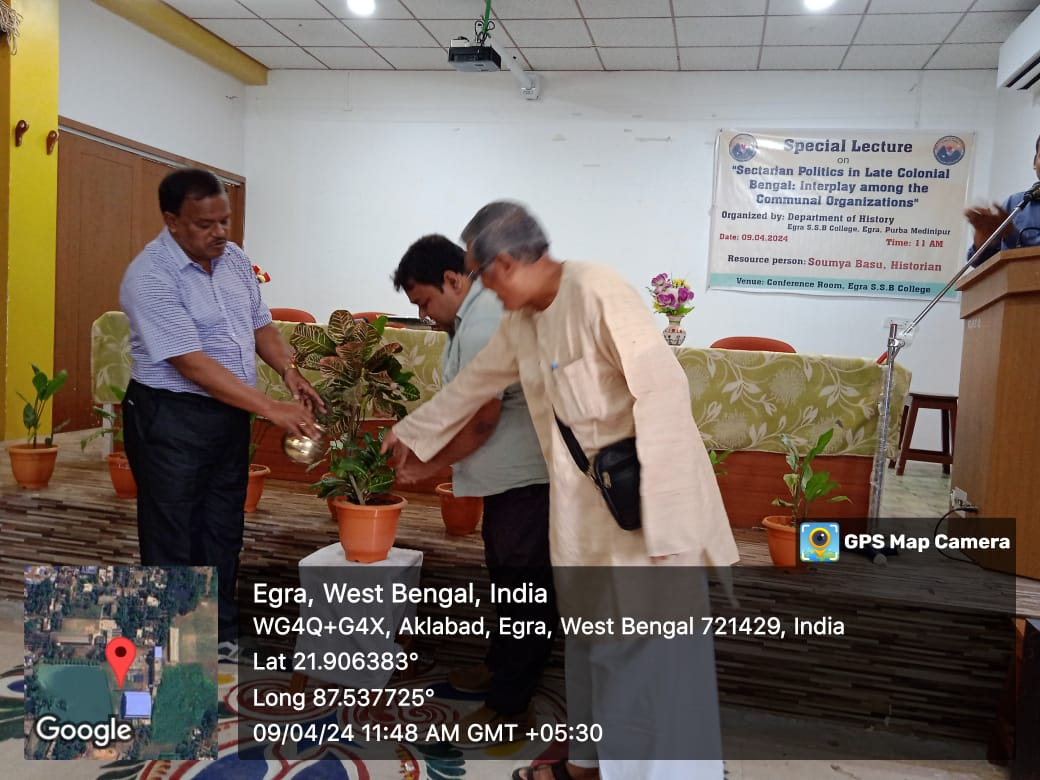 Special Lecture
on
"Sectarian Politics in Late Colonial
Bengal: Interplay among the
Communal Organizations"
Organized by: Department of History
Egra S.S.B College, Egra, Purba Medinipur
Date: 09.04.2024 Time: 11 AM
Resource person: Soumya Basu, Historian
Venue: Conference Room, Egra S.S.B College
GPS Map Camera
Egra, West Bengal, India
WG4Q+G4X, Aklabad, Egra, West Bengal 721429, India
Lat 21.906383°
Long 87.537725°
09/04/24 11:48 AM GMT +05:30
Google